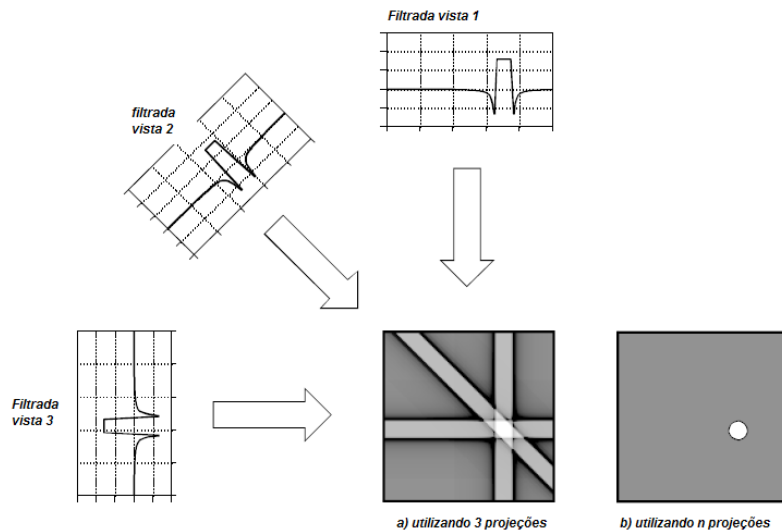 Filtrada vista 1
filtrada
vista 2
Filtrada
vista 3
a) utilizando 3 projeções
b) utilizando n projeções